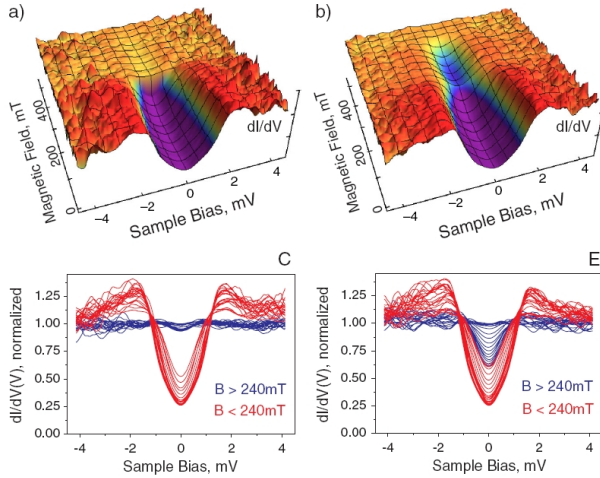 a)
b)
Magnetic Field, mT
400
200
0
−4
−2
0
2
4
Sample Bias, mV
dI/dV
Magnetic Field, mT
400
200
0
−4
−2
0
2
4
Sample Bias, mV
dI/dV
C
dI/dV(V), normalized
1.25
1.00
0.75
0.50
0.25
0.00
B > 240mT
B < 240mT
-4
-2
0
2
4
Sample Bias, mV
E
dI/dV(V), normalized
1.25
1.00
0.75
0.50
0.25
0.00
B > 240mT
B < 240mT
-4
-2
0
2
4
Sample Bias, mV